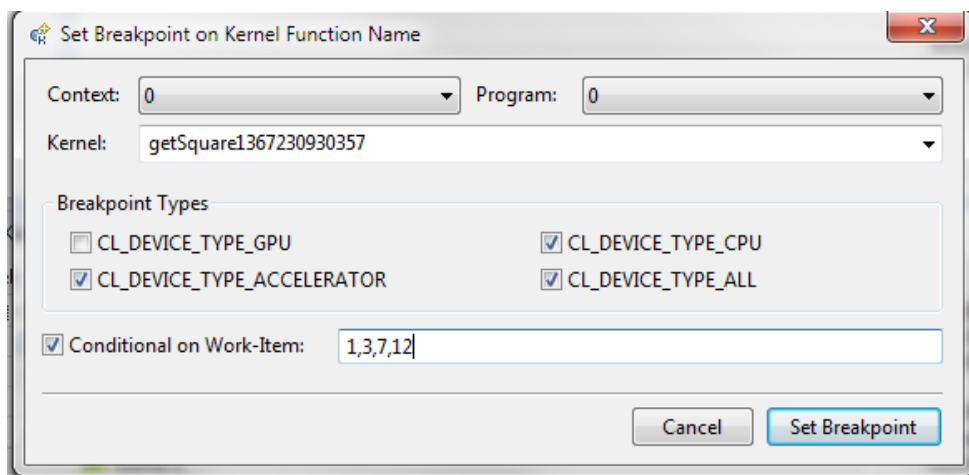 Set Breakpoint on Kernel Function Name
Context: 0 Program: 0
Kernel: getSquare1367230930357
Breakpoint Types
CL_DEVICE_TYPE_GPU CL_DEVICE_TYPE_CPU
CL_DEVICE_TYPE_ACCELERATOR CL_DEVICE_TYPE_ALL
Conditional on Work-Item: 1,3,7,12
Cancel Set Breakpoint